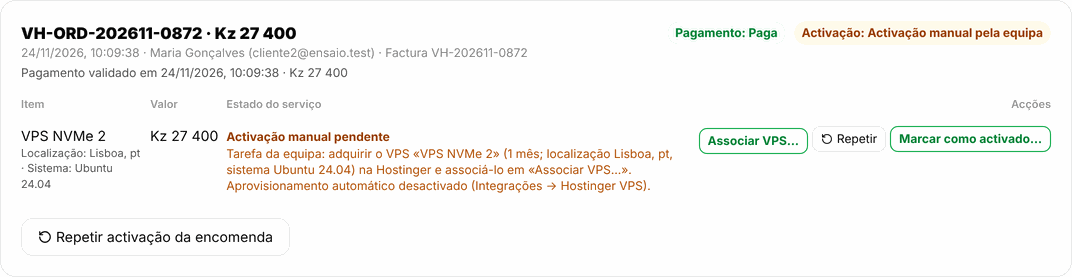 VH-ORD-202611-0872 · Kz 27 400
Pagamento: Paga
Activação: Activação manual pela equipa
24/11/2026, 10:09:38 · Maria Gonçalves (cliente2@ensaio.test) · Factura VH-202611-0872
Pagamento validado em 24/11/2026, 10:09:38 · Kz 27 400
Item Valor Estado do serviço Acções
VPS NVMe 2
Localização: Lisboa, pt
· Sistema: Ubuntu
24.04
Kz 27 400
Activação manual pendente
Tarefa da equipa: adquirir o VPS «VPS NVMe 2» (1 mês; localização Lisboa, pt,
sistema Ubuntu 24.04) na Hostinger e associá-lo em «Associar VPS…».
Aprovisionamento automático desactivado (Integrações → Hostinger VPS).
Associar VPS…
Repetir
Marcar como activado…
Repetir activação da encomenda